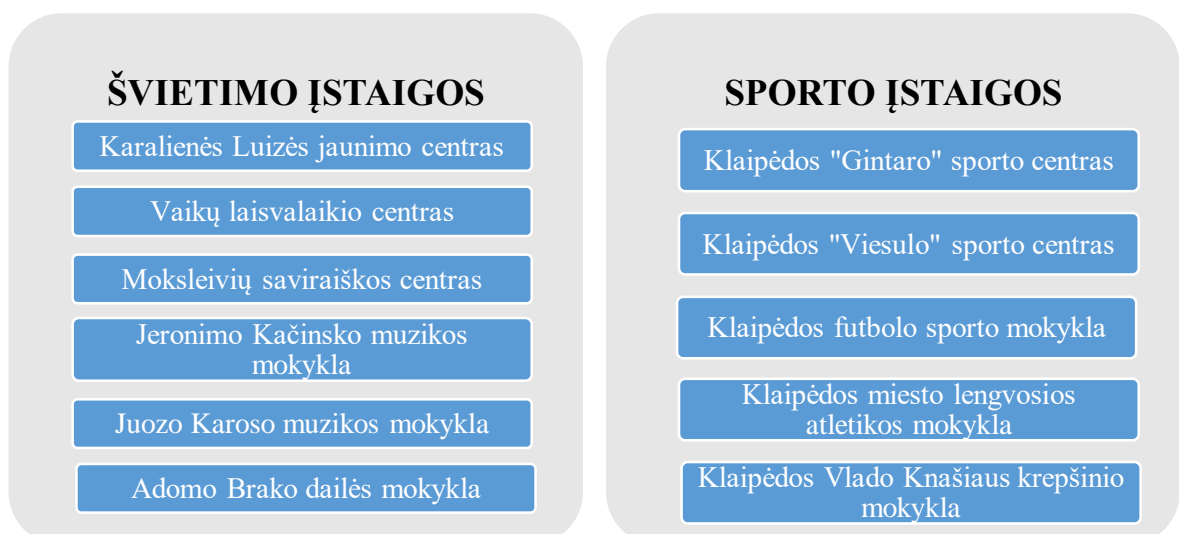 ŠVIETIMO ĮSTAIGOS
Karalienės Luizės jaunimo centras
Vaikų laisvalaikio centras
Moksleivių saviraiškos centras
Jeronimo Kačinsko muzikos
mokykla
Juozo Karoso muzikos mokykla
Adomo Brako dailės mokykla
SPORTO ĮSTAIGOS
Klaipėdos "Gintaro" sporto centras
Klaipėdos "Viesulo" sporto centras
Klaipėdos futbolo sporto mokykla
Klaipėdos miesto lengvosios
atletikos mokykla
Klaipėdos Vlado Knašiaus krepšinio
mokykla